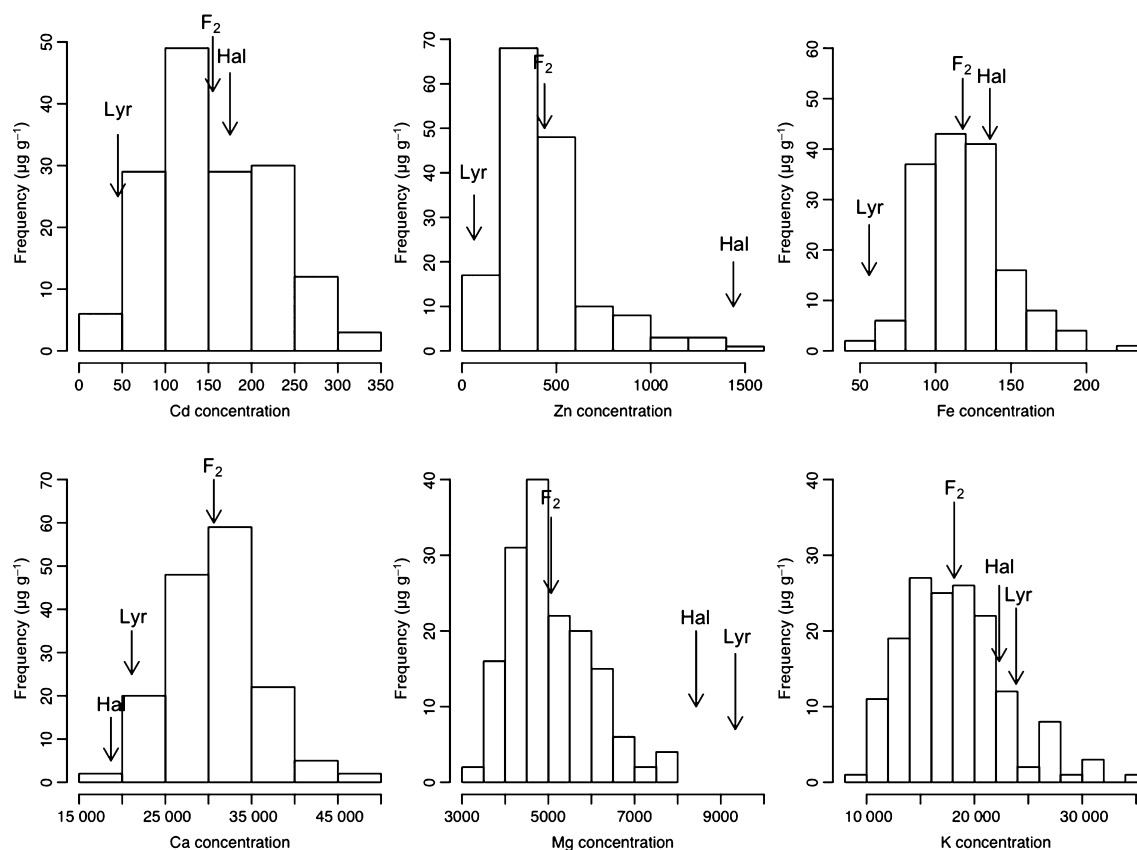 F2
Hal
Lyr
Frequency (µg g−1)
0 10 20 30 40 50
0 50 100 150 200 250 300 350
Cd concentration
F2
Lyr
Hal
Frequency (µg g−1)
0 10 20 30 40 50 60 70
0 500 1000 1500
Zn concentration
F2
Hal
Lyr
Frequency (µg g−1)
0 10 20 30 40 50 60
50 100 150 200
Fe concentration
F2
Lyr
Hal
Frequency (µg g−1)
0 10 20 30 40 50 60 70
15 000 25 000 35 000 45 000
Ca concentration
F2
Hal
Lyr
Frequency (µg g−1)
0 10 20 30 40
3000 5000 7000 9000
Mg concentration
F2
Hal
Lyr
Frequency (µg g−1)
0 10 20 30 40
10 000 20 000 30 000
K concentration